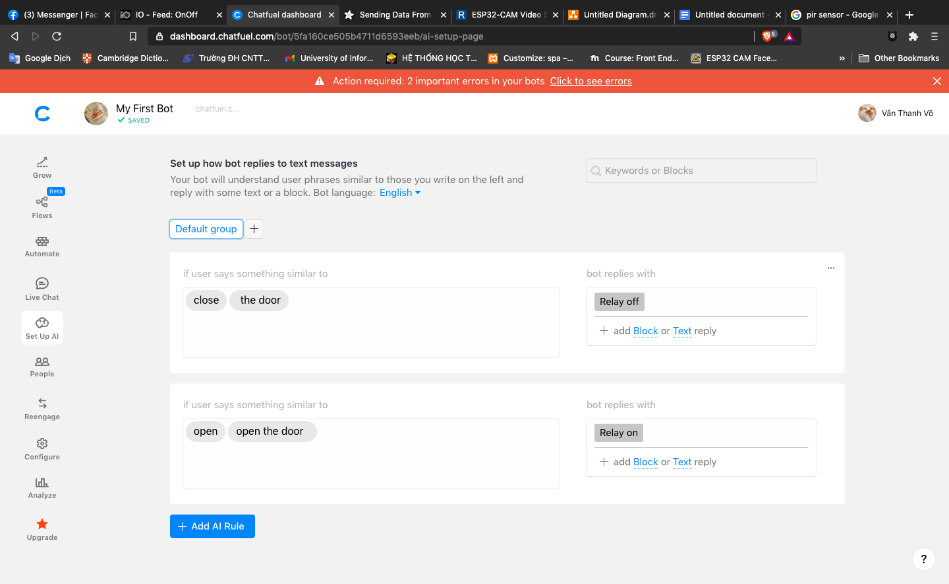 (3) Messenger | Fac
IO - Feed: OnOff
Chatfuel dashboard
Sending Data From
ESP32-CAM Video
Untitled Diagram.d
Untitled document -
pir sensor - Google
dashboard.chatfuel.com/bot/5fa160ce505b4711d6593eeb/ai-setup-page
Google Dịch
Cambridge Dictio...
Trường ĐH CNTT...
University of Infor...
HỆ THỐNG HỌC T...
Customize: spa –...
Course: Front End...
ESP32 CAM Face...
»
Other Bookmarks
Action required: 2 important errors in your bots Click to see errors
My First Bot
SAVED
chatfuel.c...
Văn Thanh Võ
Grow
Beta
Flows
Automate
Live Chat
Set Up AI
People
Reengage
Configure
Analyze
Upgrade
Set up how bot replies to text messages
Your bot will understand user phrases similar to those you write on the left and
reply with some text or a block. Bot language: English
Keywords or Blocks
Default group +
if user says something similar to
bot replies with
...
close the door
Relay off
+ add Block or Text reply
if user says something similar to
bot replies with
open open the door
Relay on
+ add Block or Text reply
+ Add AI Rule
?